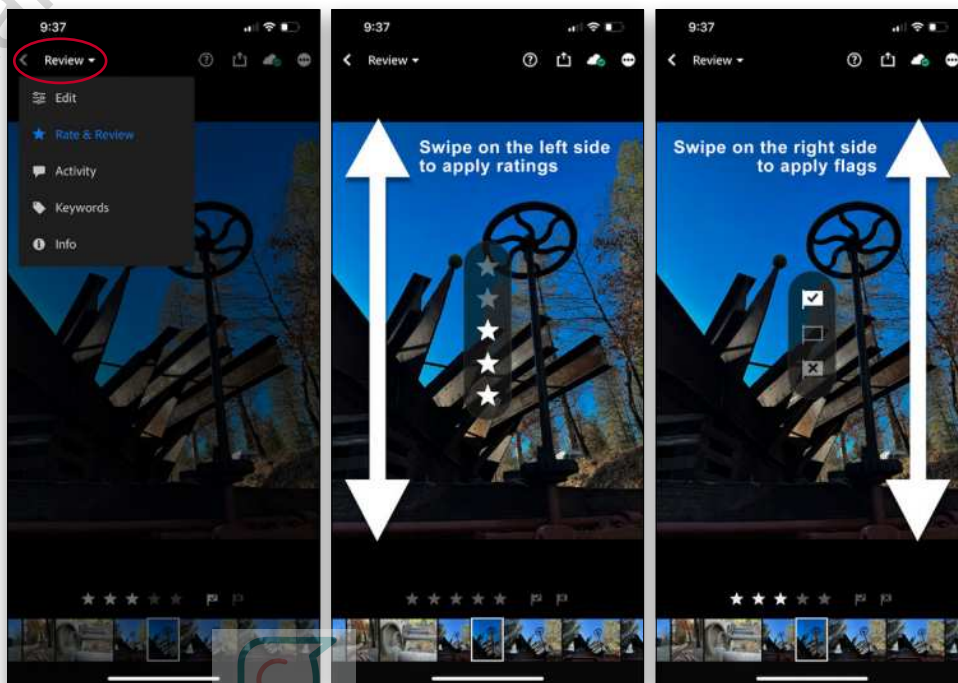 9:37
Review
Edit
Rate & Review
Activity
Keywords
Info
9:37
Review
Swipe on the left side
to apply ratings
9:37
Review
Swipe on the right side
to apply flags